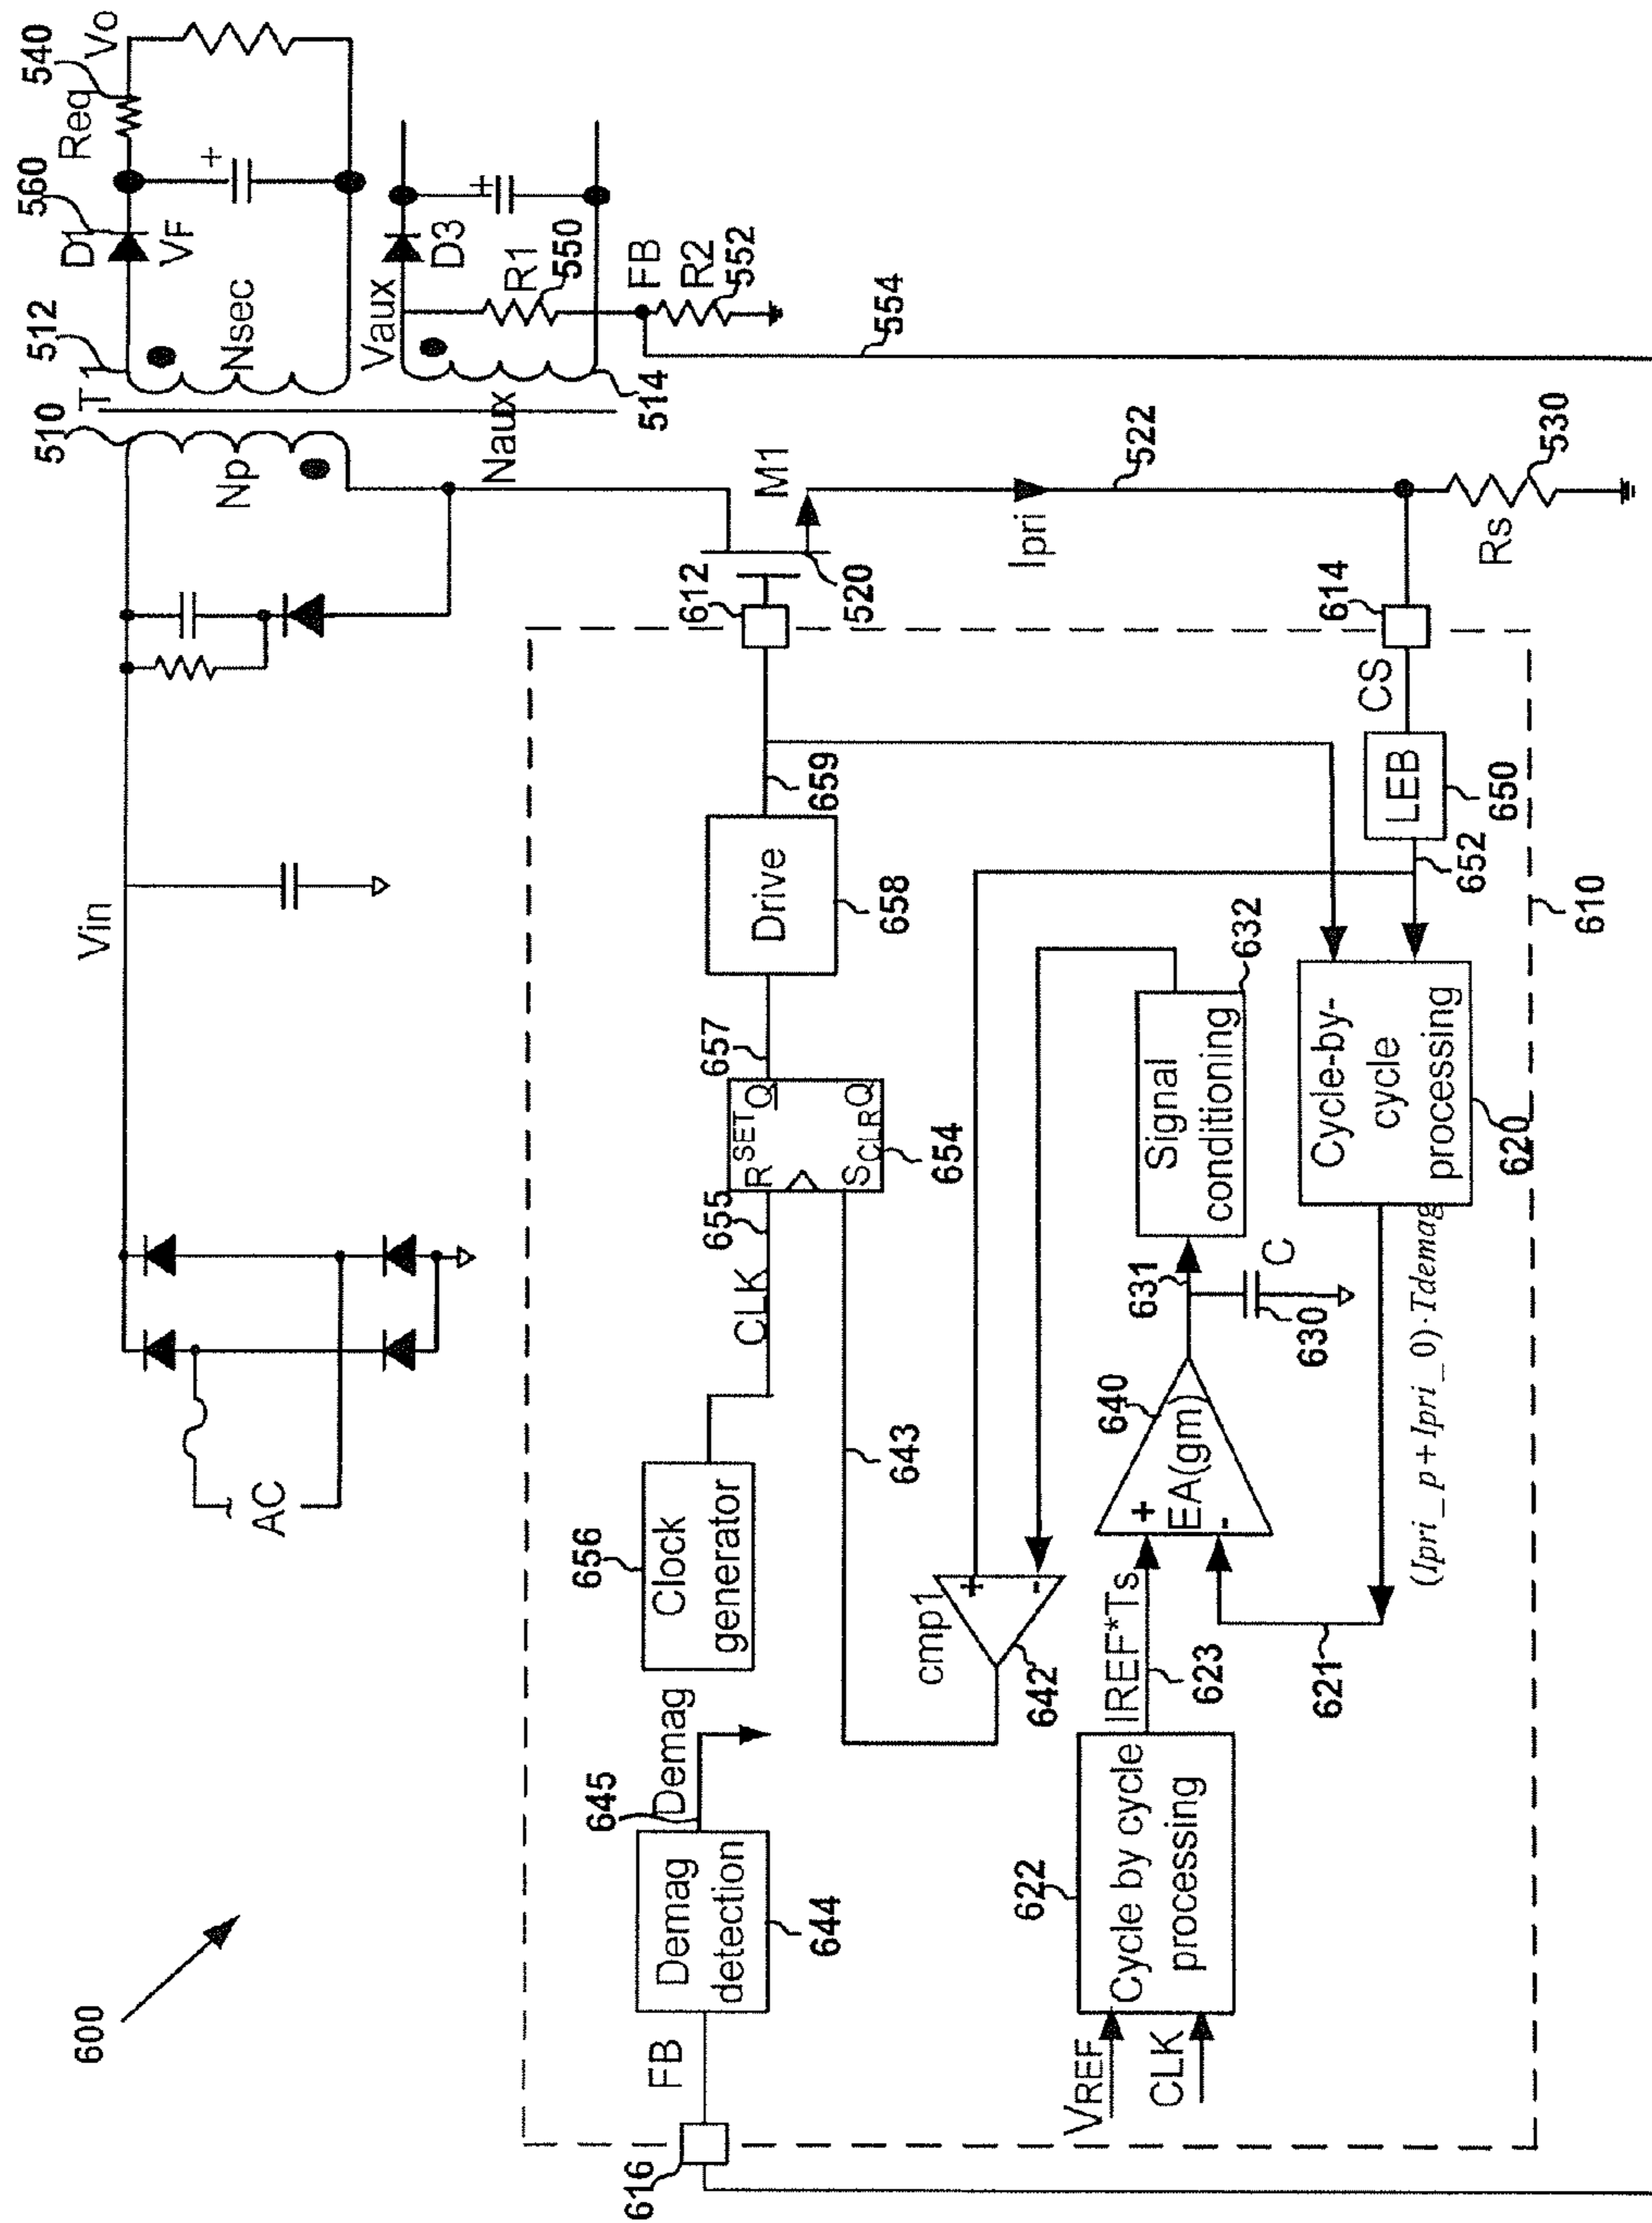 600
AC
Vin
510
T1
512
Np
Nsec
D1
560
VF
Req
540
Vo
Naux
514
Vaux
D3
R1
550
FB
R2
552
554
M1
520
Ipri
522
Rs
530
612
614
616
FB
Demag
detection
644
645
Demag
656
Clock
generator
CLK
655
R
SET
Q
S
CLR
Q
654
657
Drive
658
659
643
cmp1
+
-
642
VREF
CLK
622
Cycle by cycle
processing
IREF*Ts
623
621
+
EA(gm)
-
640
631
C
630
Signal
conditioning
632
Cycle-by-
cycle
processing
620
(Ipri_p+Ipri_0)·Tdemag
LEB
650
652
CS
610